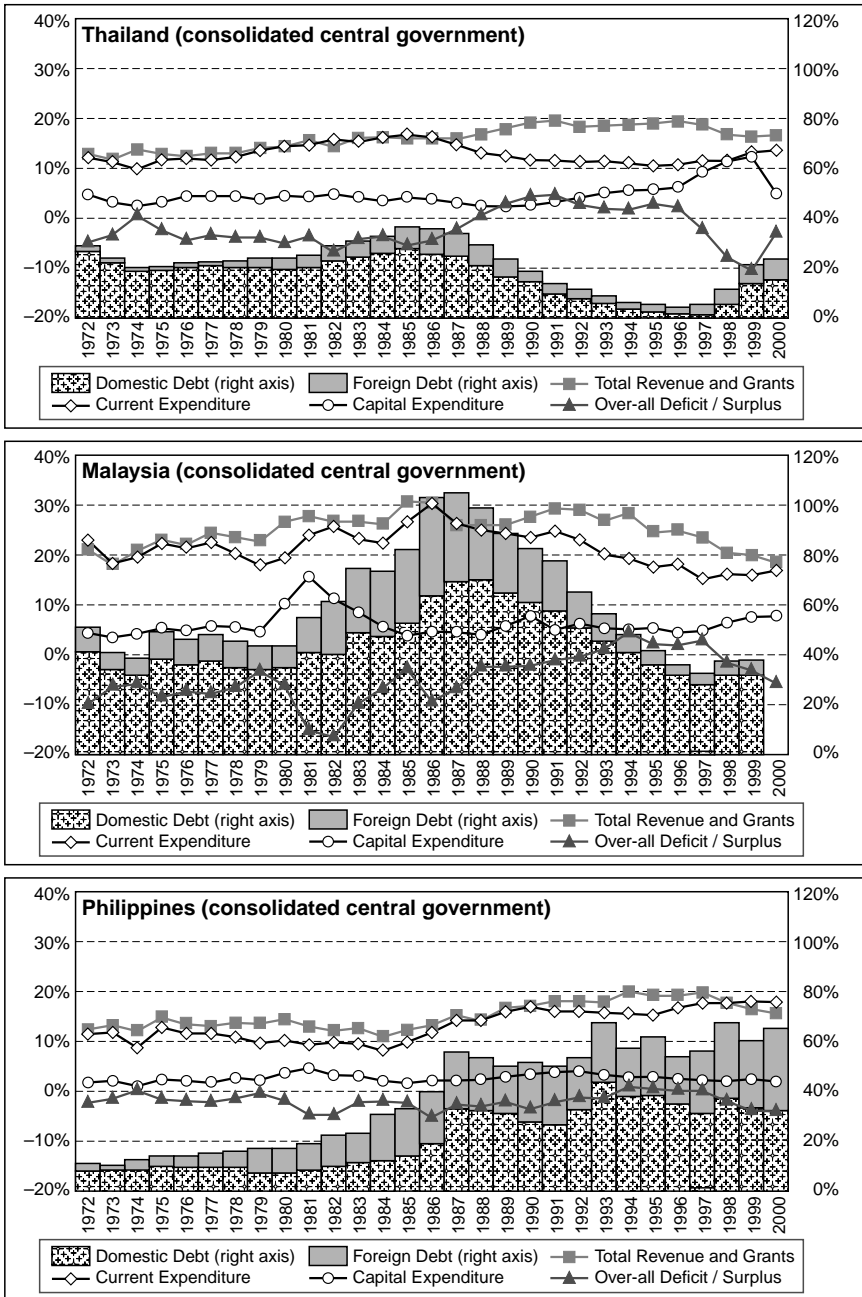 Thailand (consolidated central government)
40% 120%
30% 100%
20% 80%
10% 60%
0% 40%
–10% 20%
–20% 0%
1972 1973 1974 1975 1976 1977 1978 1979 1980 1981 1982 1983 1984 1985 1986 1987 1988 1989 1990 1991 1992 1993 1994 1995 1996 1997 1998 1999 2000
Domestic Debt (right axis) Foreign Debt (right axis) Total Revenue and Grants
Current Expenditure Capital Expenditure Over-all Deficit / Surplus
Malaysia (consolidated central government)
40% 120%
30% 100%
20% 80%
10% 60%
0% 40%
–10% 20%
–20% 0%
1972 1973 1974 1975 1976 1977 1978 1979 1980 1981 1982 1983 1984 1985 1986 1987 1988 1989 1990 1991 1992 1993 1994 1995 1996 1997 1998 1999 2000
Domestic Debt (right axis) Foreign Debt (right axis) Total Revenue and Grants
Current Expenditure Capital Expenditure Over-all Deficit / Surplus
Philippines (consolidated central government)
40% 120%
30% 100%
20% 80%
10% 60%
0% 40%
–10% 20%
–20% 0%
1972 1973 1974 1975 1976 1977 1978 1979 1980 1981 1982 1983 1984 1985 1986 1987 1988 1989 1990 1991 1992 1993 1994 1995 1996 1997 1998 1999 2000
Domestic Debt (right axis) Foreign Debt (right axis) Total Revenue and Grants
Current Expenditure Capital Expenditure Over-all Deficit / Surplus